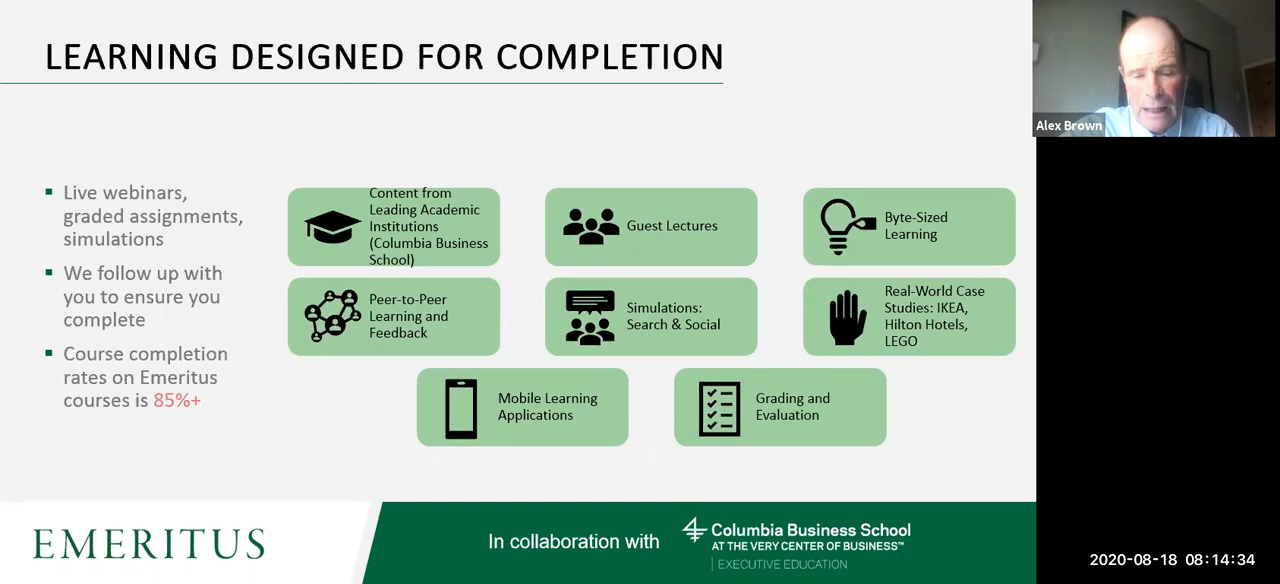 LEARNING DESIGNED FOR COMPLETION
Alex Brown
Live webinars,
graded assignments,
simulations
We follow up with
you to ensure you
complete
Course completion
rates on Emeritus
courses is 85%+
Content from
Leading Academic
Institutions
(Columbia Business
School)
Guest Lectures
Byte-Sized
Learning
Peer-to-Peer
Learning and
Feedback
Simulations:
Search & Social
Real-World Case
Studies: IKEA,
Hilton Hotels,
LEGO
Mobile Learning
Applications
Grading and
Evaluation
EMERITUS
In collaboration with
Columbia Business School
AT THE VERY CENTER OF BUSINESS™
EXECUTIVE EDUCATION
2020-08-18 08:14:34